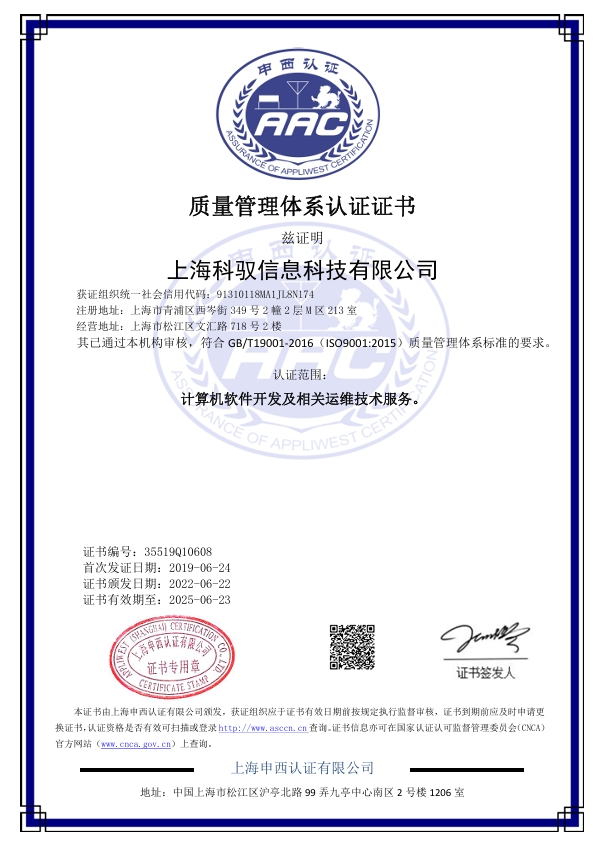 申西认证
AAC
ASSURANCE OF APPLIWEST CERTIFICATION
质量管理体系认证证书
兹证明
上海科驭信息科技有限公司
获证组织统一社会信用代码：91310118MA1JL8N174
注册地址：上海市青浦区西岑街 349 号 2 幢 2 层 M 区 213 室
经营地址：上海市松江区文汇路 718 号 2 楼
其已通过本机构审核，符合 GB/T19001-2016（ISO9001:2015）质量管理体系标准的要求。
认证范围：
计算机软件开发及相关运维技术服务。
证书编号：35519Q10608
首次发证日期：2019-06-24
证书颁发日期：2022-06-22
证书有效期至：2025-06-23
APPLIWEST (SHANGHAI) CERTIFICATION CO., LTD
上海申西认证有限公司
证书专用章
CERTIFICATE STAMP
证书签发人
本证书由上海申西认证有限公司颁发，获证组织应于证书有效日期前按规定执行监督审核，证书到期前应及时申请更
换证书,认证资格是否有效可扫描或登录 http://www.asccn.cn 查询。证书信息亦可在国家认证认可监督管理委员会(CNCA)
官方网站（www.cnca.gov.cn）上查询。
上海申西认证有限公司
地址：中国上海市松江区沪亭北路 99 弄九亭中心南区 2 号楼 1206 室